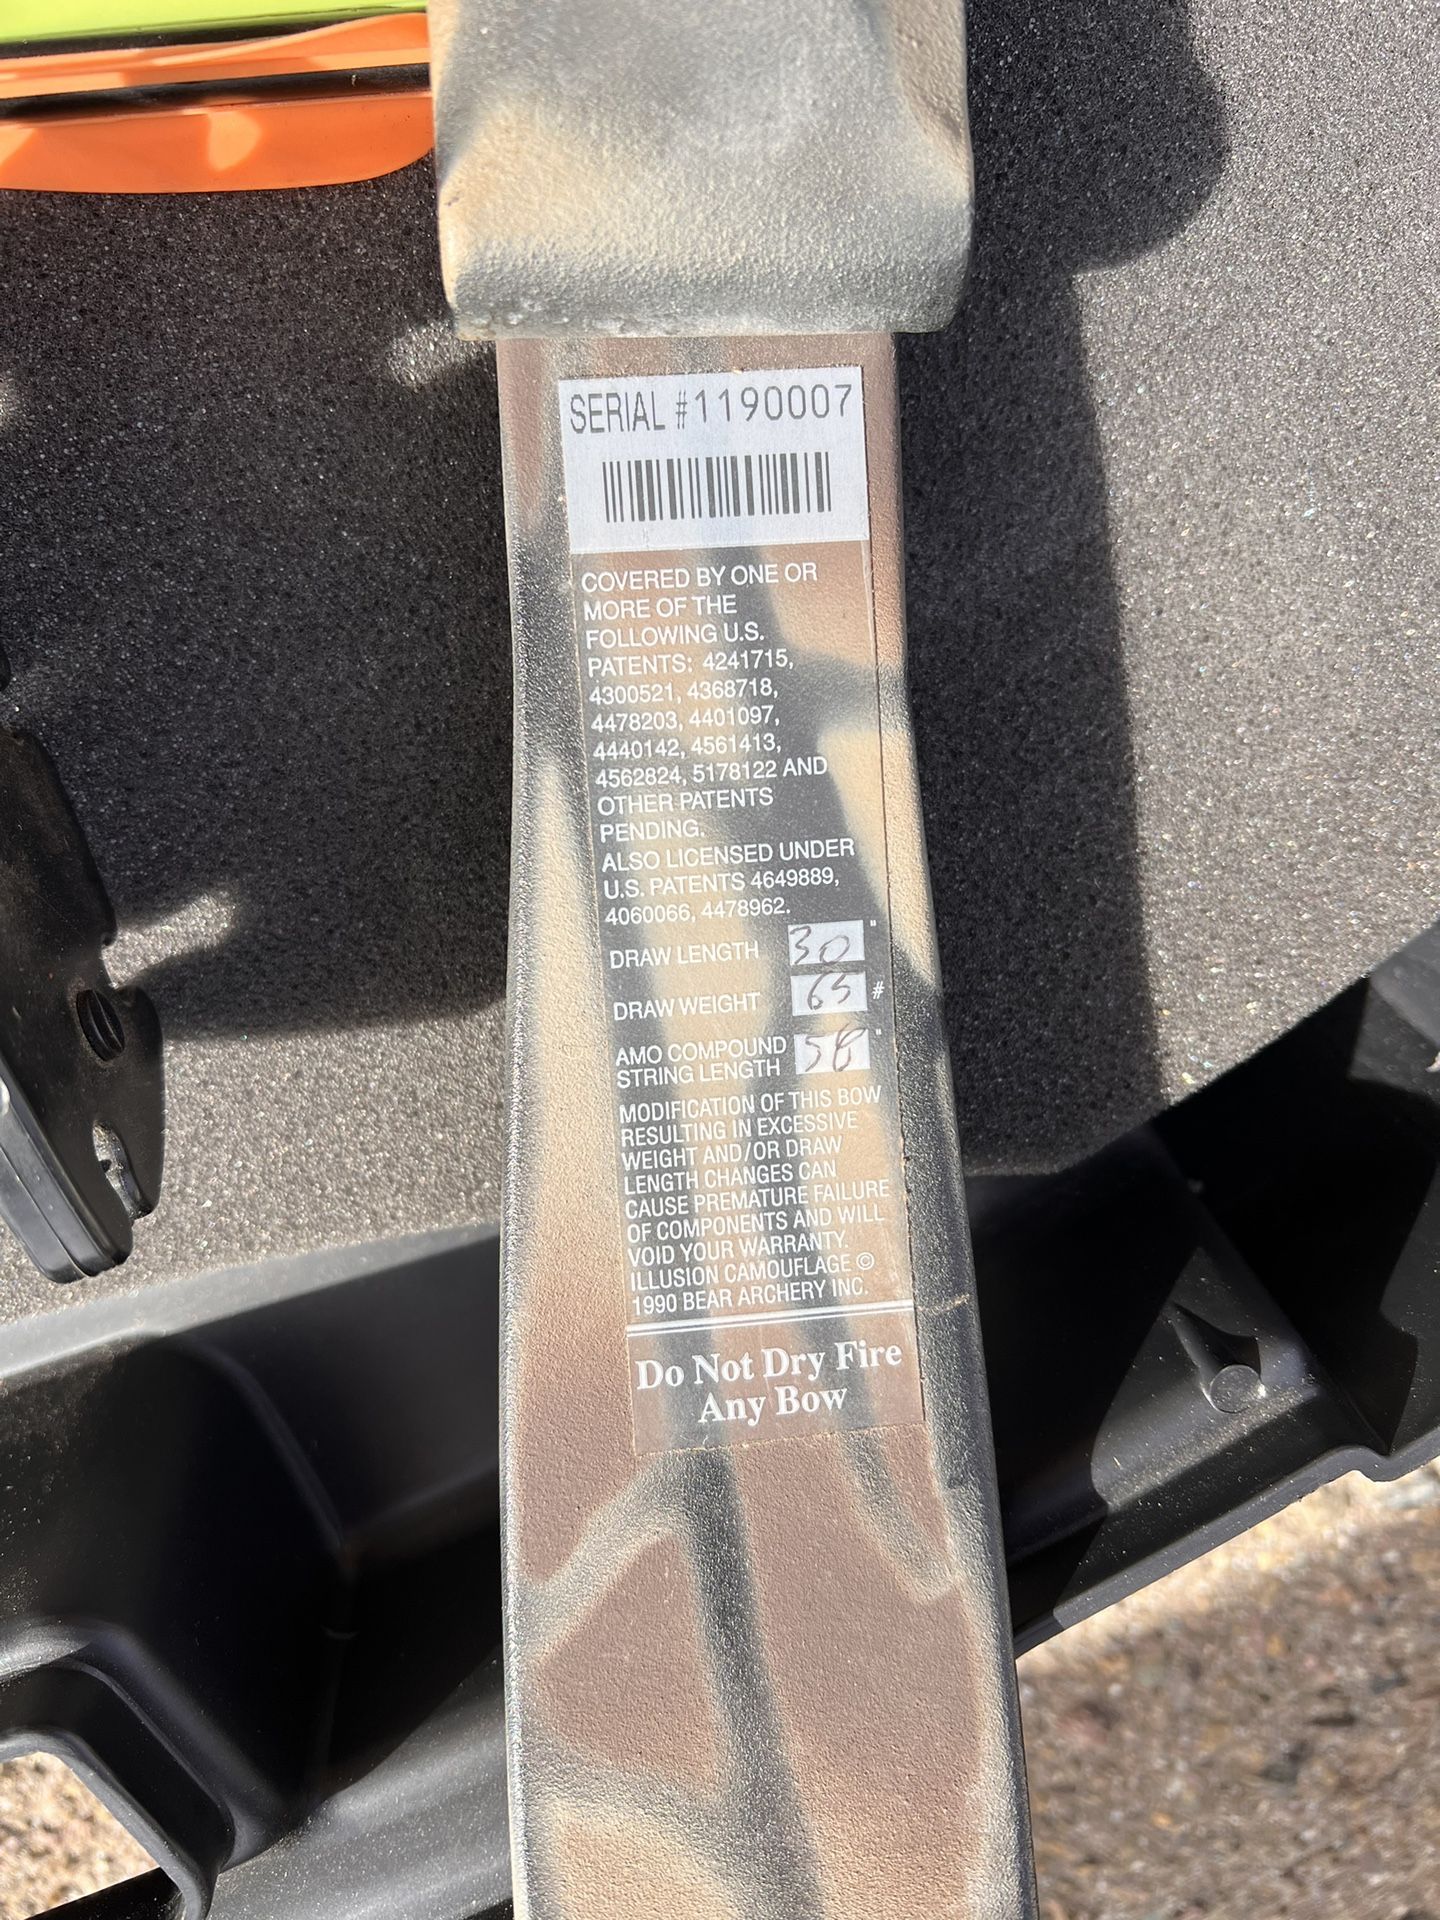 SERIAL #1190007
COVERED BY ONE OR
MORE OF THE
FOLLOWING U.S.
PATENTS: 4241715,
4300521, 4368718,
4478203, 4401097,
4440142, 4561413,
4562824, 5178122 AND
OTHER PATENTS
PENDING.
ALSO LICENSED UNDER
U.S. PATENTS 4649889,
4060066, 4478962.
DRAW LENGTH 30 "
DRAW WEIGHT 65 #
AMO COMPOUND
STRING LENGTH 58 "
MODIFICATION OF THIS BOW
RESULTING IN EXCESSIVE
WEIGHT AND/OR DRAW
LENGTH CHANGES CAN
CAUSE PREMATURE FAILURE
OF COMPONENTS AND WILL
VOID YOUR WARRANTY.
ILLUSION CAMOUFLAGE ©
1990 BEAR ARCHERY INC.
Do Not Dry Fire
Any Bow